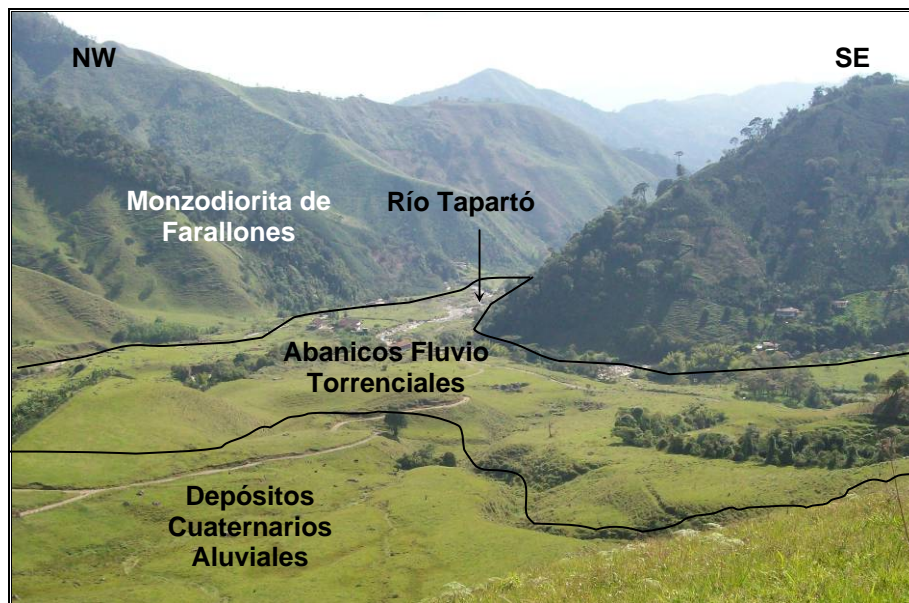 NW
SE
Monzodiorita de
Farallones
Río Tapartó
Abanicos Fluvio
Torrenciales
Depósitos
Cuaternarios
Aluviales